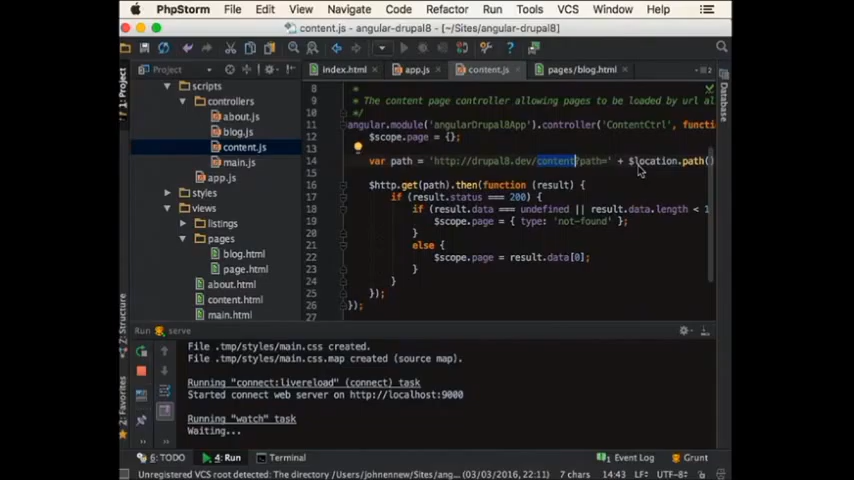 PhpStorm File Edit View Navigate Code Refactor Run Tools VCS Window Help
content.js - angular-drupal8 - [~/Sites/angular-drupal8]
1: Project
Project
index.html
app.js
content.js
pages/blog.html
Database
scripts
controllers
about.js
blog.js
content.js
main.js
app.js
styles
views
listings
pages
blog.html
page.html
about.html
content.html
main.html
8 *
9 * The content page controller allowing pages to be loaded by url al
10 */
11 angular.module('angularDrupal8App').controller('ContentCtrl', functi
12 $scope.page = {};
13
14 var path = 'http://drupal8.dev/content?path=' + $location.path()
15
16 $http.get(path).then(function (result) {
17 if (result.status === 200) {
18 if (result.data === undefined || result.data.length < 1
19 $scope.page = { type: 'not-found' };
20 }
21 else {
22 $scope.page = result.data[0];
23 }
24 }
25 });
26 });
27
Z: Structure
2: Favorites
Run serve
File .tmp/styles/main.css created.
File .tmp/styles/main.css.map created (source map).
Running "connect:livereload" (connect) task
Started connect web server on http://localhost:9000
Running "watch" task
Waiting...
6: TODO
4: Run
Terminal
1 Event Log
Grunt
Unregistered VCS root detected: The directory /Users/johnennew/Sites/ang... (03/03/2016, 22:11) 7 chars 14:43 LF÷ UTF-8÷